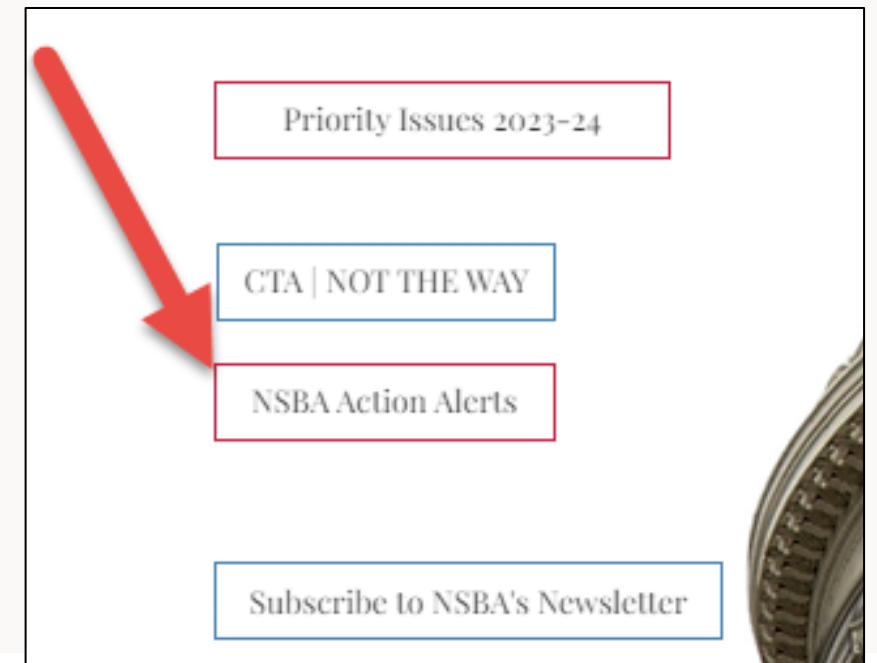 Priority Issues 2023-24
CTA | NOT THE WAY
NSBA Action Alerts
Subscribe to NSBA's Newsletter